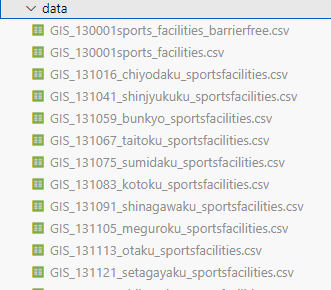 data
GIS_130001sports_facilities_barrierfree.csv
GIS_130001sports_facilities.csv
GIS_131016_chiyodaku_sportsfacilities.csv
GIS_131041_shinjyukuku_sportsfacilities.csv
GIS_131059_bunkyo_sportsfacilities.csv
GIS_131067_taitoku_sportsfacilities.csv
GIS_131075_sumidaku_sportsfacilities.csv
GIS_131083_kotoku_sportsfacilities.csv
GIS_131091_shinagawaku_sportsfacilities.csv
GIS_131105_meguroku_sportsfacilities.csv
GIS_131113_otaku_sportsfacilities.csv
GIS_131121_setagayaku_sportsfacilities.csv